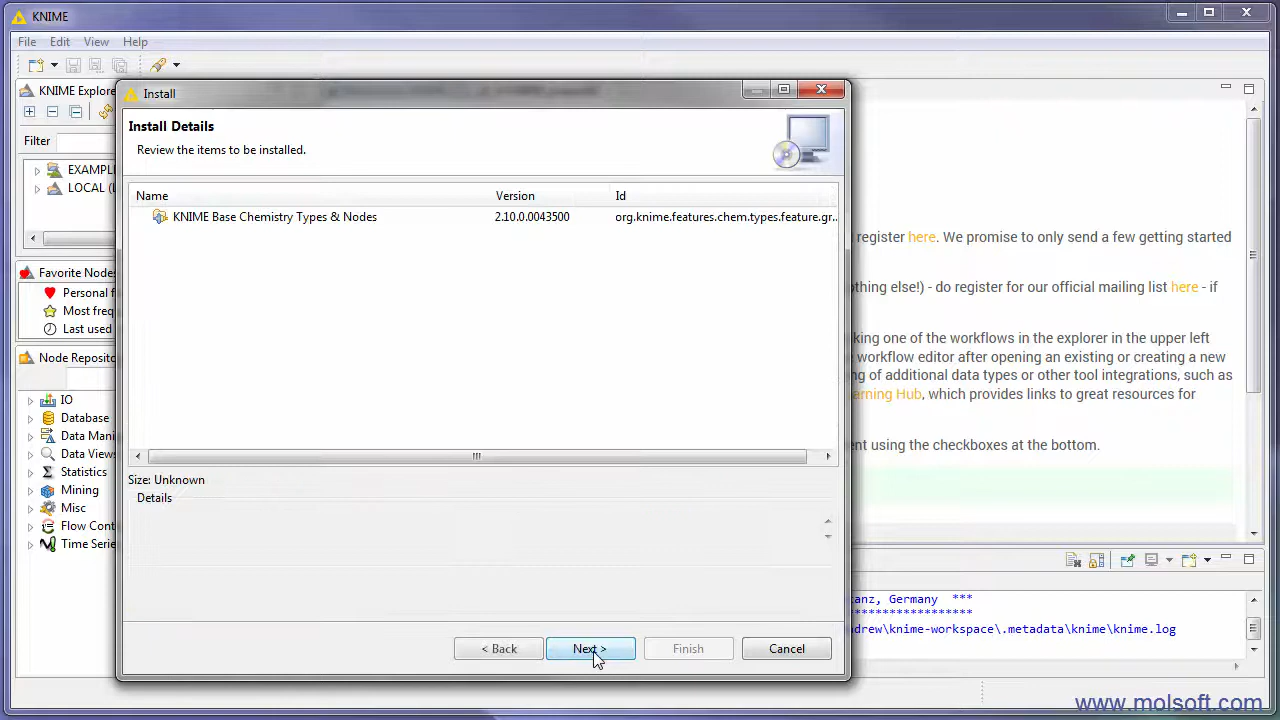 KNIME
File Edit View Help
KNIME Explore
Filter
EXAMPL
LOCAL (L
Favorite Nodes
Personal f
Most freq
Last used
Node Reposito
IO
Database
Data Mani
Data Views
Statistics
Mining
Misc
Flow Cont
Time Serie
Install
Install Details
Review the items to be installed.
Name Version Id
KNIME Base Chemistry Types & Nodes 2.10.0.0043500 org.knime.features.chem.types.feature.gr..
Size: Unknown
Details
< Back Next > Finish Cancel
register here. We promise to only send a few getting started
othing else!) - do register for our official mailing list here - if
king one of the workflows in the explorer in the upper left
workflow editor after opening an existing or creating a new
ng of additional data types or other tool integrations, such as
arning Hub, which provides links to great resources for
ent using the checkboxes at the bottom.
anz, Germany ***
******************
drew\knime-workspace\.metadata\knime\knime.log
www.molsoft.com